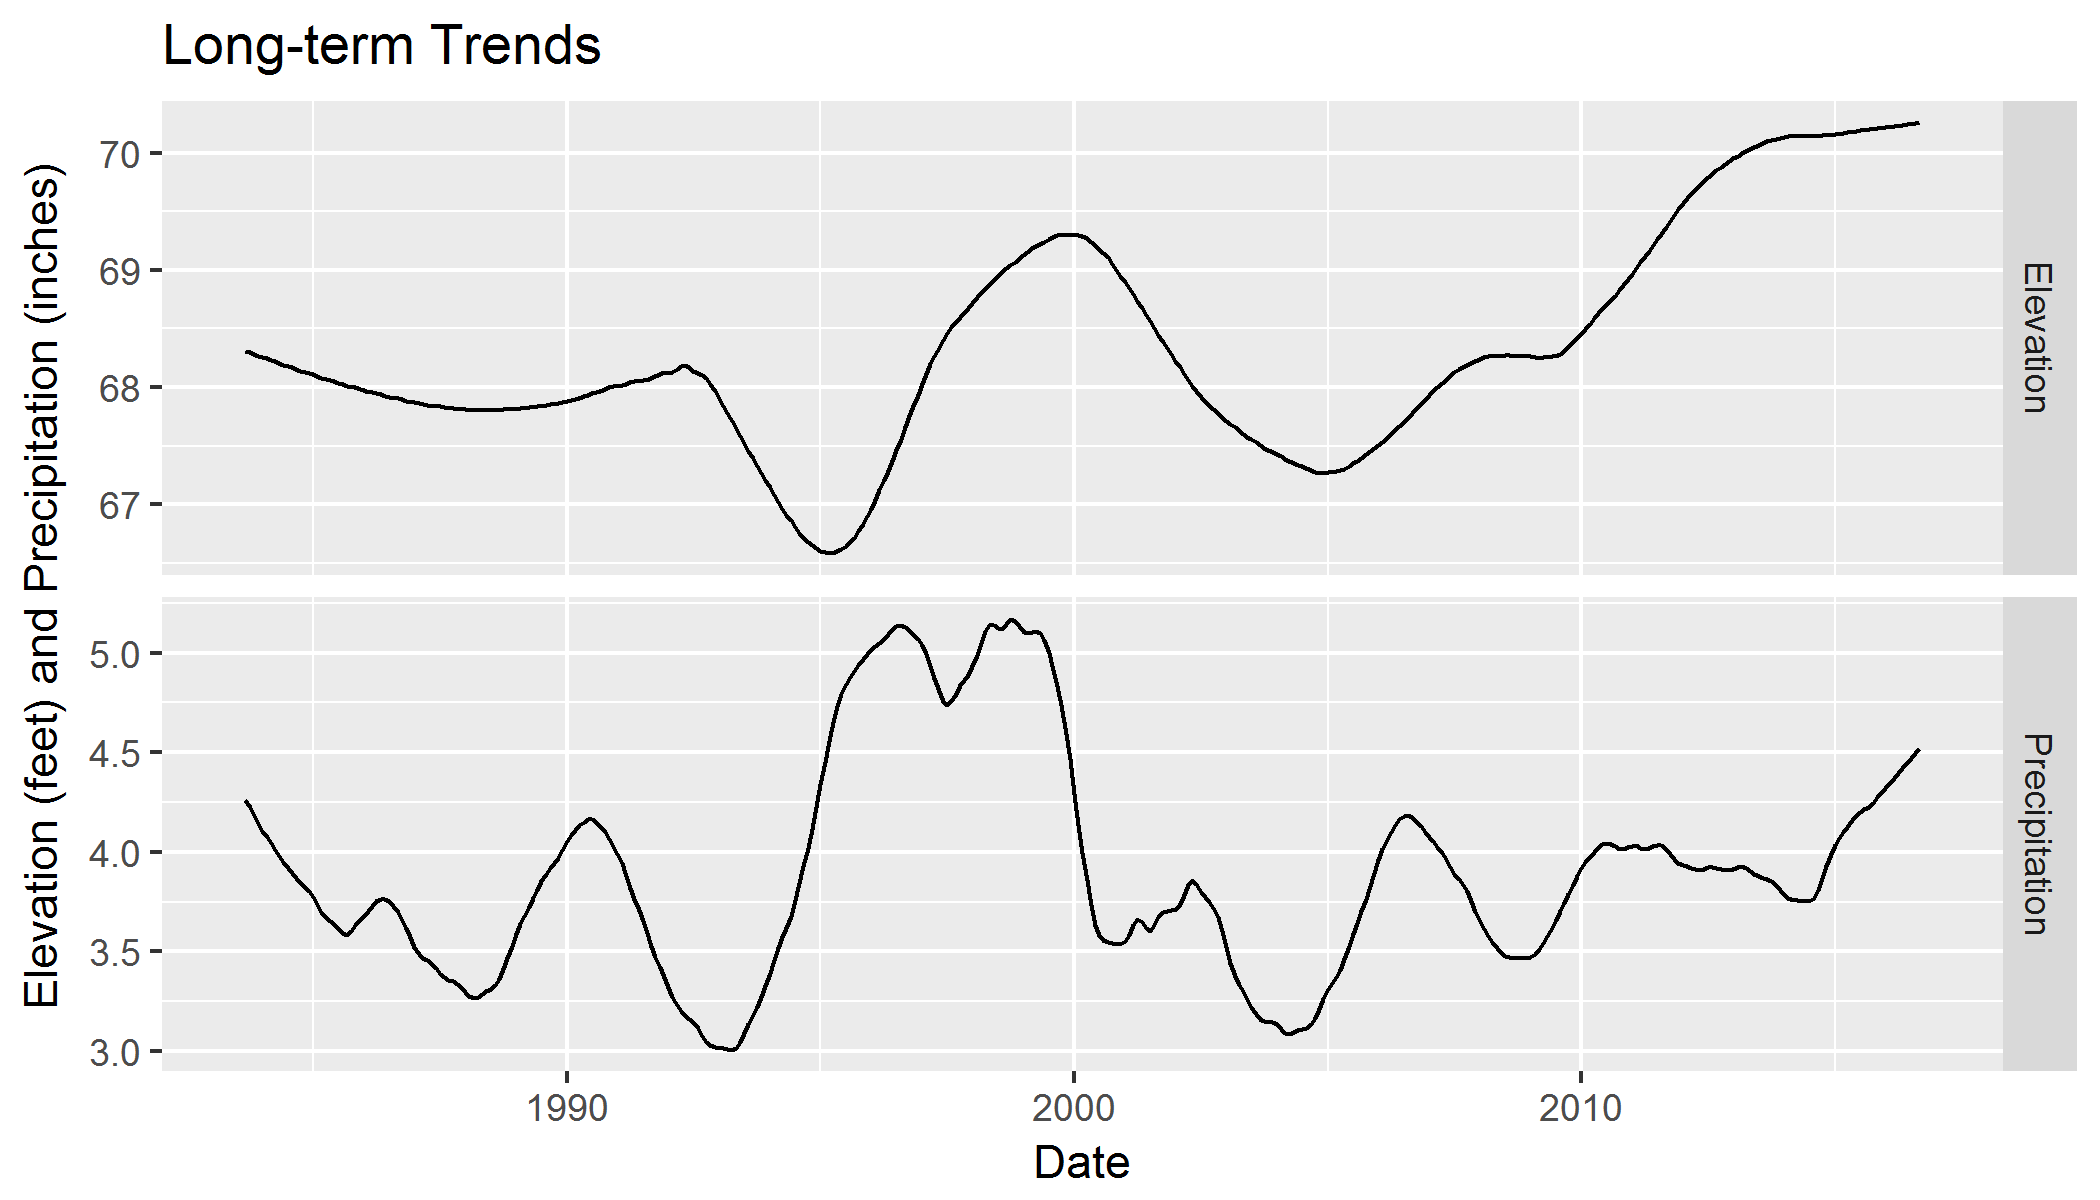 Long-term Trends
Elevation (feet) and Precipitation (inches)
70
69
68
67
Elevation
5.0
4.5
4.0
3.5
3.0
Precipitation
1990
2000
2010
Date